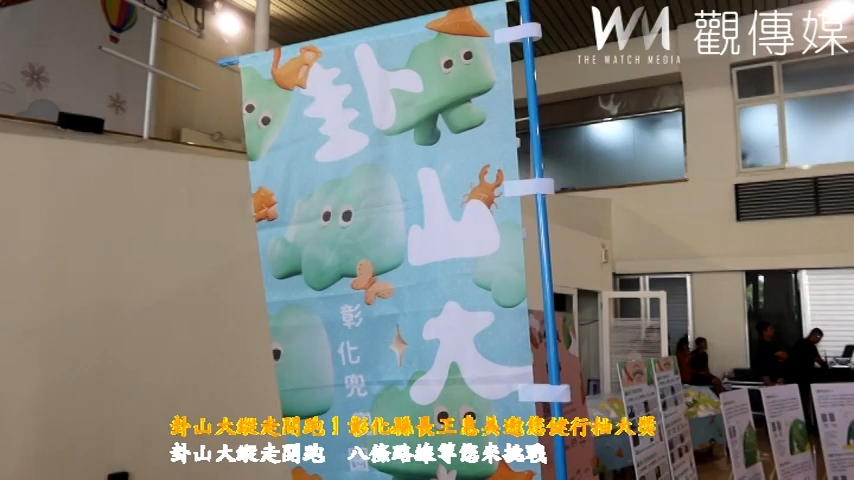 WM 觀傳媒
THE WATCH MEDIA
卦山大
彰化兜
卦山大縱走開跑！彰化縣長王惠美邀您健行抽大獎
卦山大縱走開跑　八條路線等您來挑戰